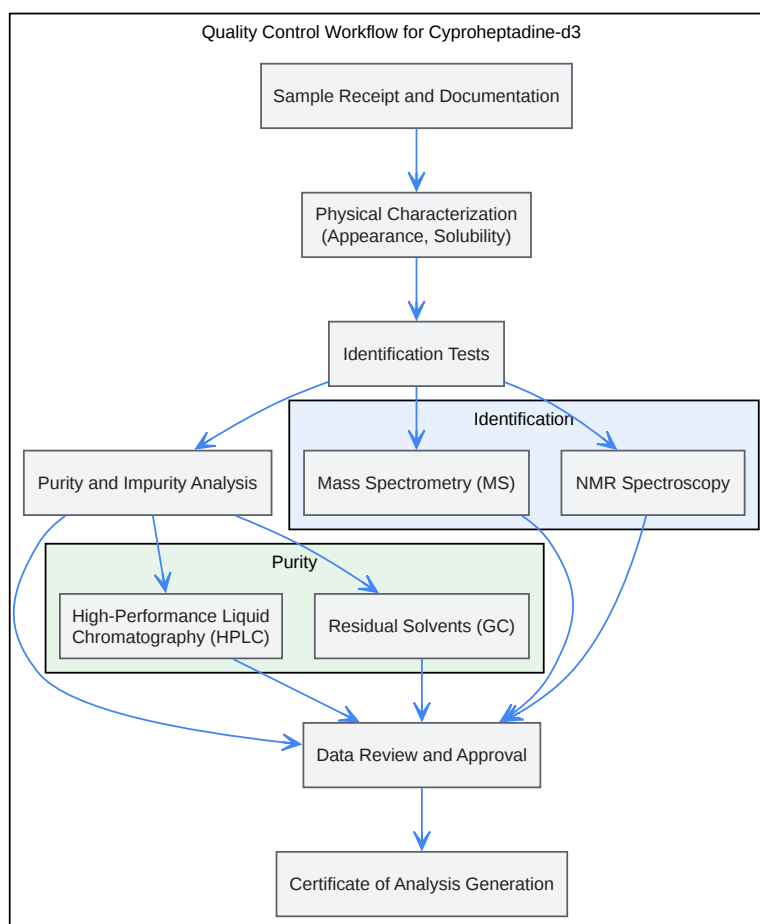 Quality Control Workflow for Cyproheptadine-d3
Sample Receipt and Documentation
Physical Characterization
(Appearance, Solubility)
Identification Tests
Identification
Purity and Impurity Analysis
Mass Spectrometry (MS)
NMR Spectroscopy
Purity
High-Performance Liquid
Chromatography (HPLC)
Residual Solvents (GC)
Data Review and Approval
Certificate of Analysis Generation